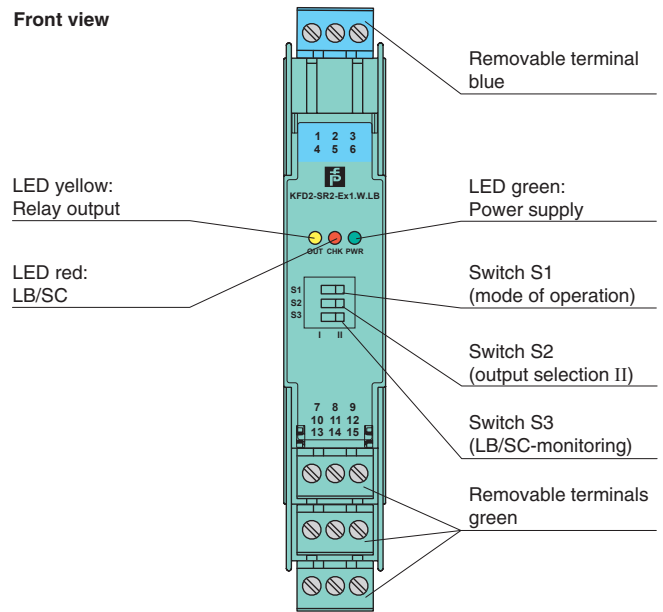 Front view
Removable terminal
blue
1 2 3
4 5 6
KFD2-SR2-Ex1.W.LB
LED yellow:
Relay output
LED green:
Power supply
OUT CHK PWR
LED red:
LB/SC
Switch S1
(mode of operation)
S1
S2
S3
I II
Switch S2
(output selection II)
7 8 9
10 11 12
13 14 15
Switch S3
(LB/SC-monitoring)
Removable terminals
green